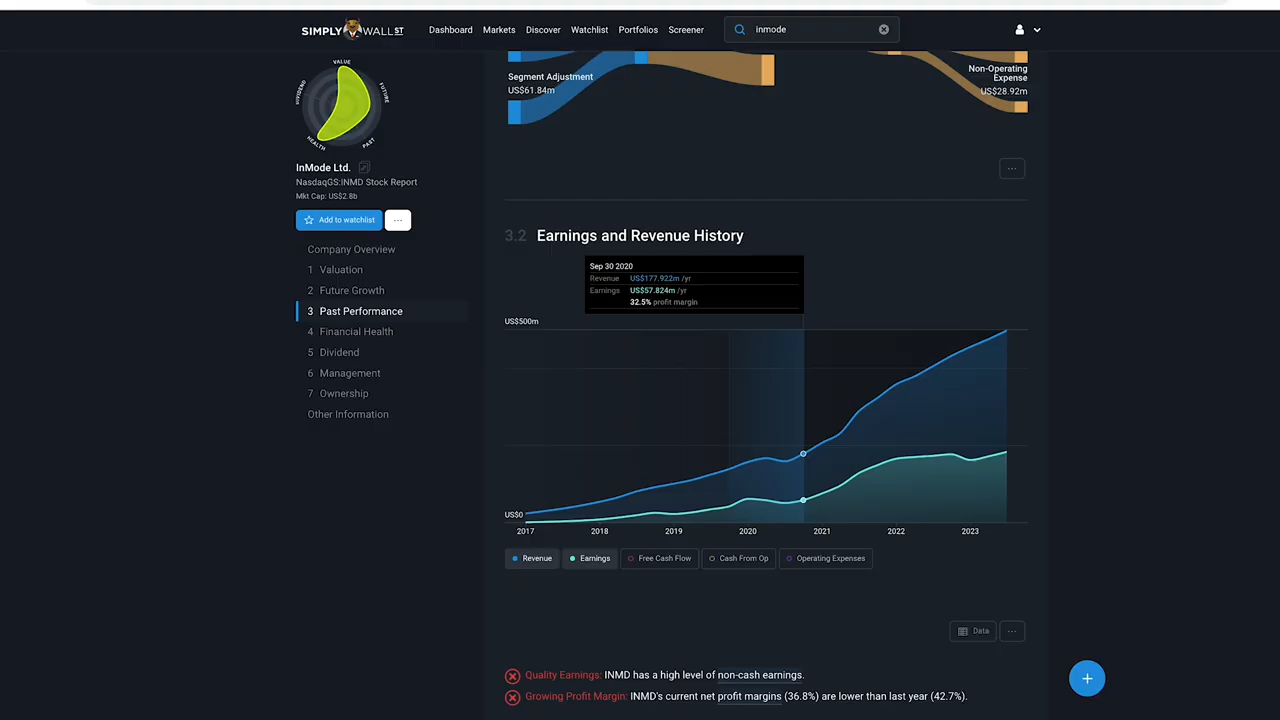 SIMPLY WALL ST
Dashboard Markets Discover Watchlist Portfolios Screener
inmode
VALUE
FUTURE
PAST
HEALTH
DIVIDEND
InMode Ltd.
NasdaqGS:INMD Stock Report
Mkt Cap: US$2.8b
Add to watchlist
...
Company Overview
1 Valuation
2 Future Growth
3 Past Performance
4 Financial Health
5 Dividend
6 Management
7 Ownership
Other Information
Segment Adjustment
US$61.84m
Non-Operating
Expense
US$28.92m
...
3.2 Earnings and Revenue History
Sep 30 2020
Revenue US$177.922m /yr
Earnings US$57.824m /yr
32.5% profit margin
US$500m
US$0
2017 2018 2019 2020 2021 2022 2023
Revenue Earnings Free Cash Flow Cash From Op Operating Expenses
Data ...
Quality Earnings: INMD has a high level of non-cash earnings.
Growing Profit Margin: INMD's current net profit margins (36.8%) are lower than last year (42.7%).